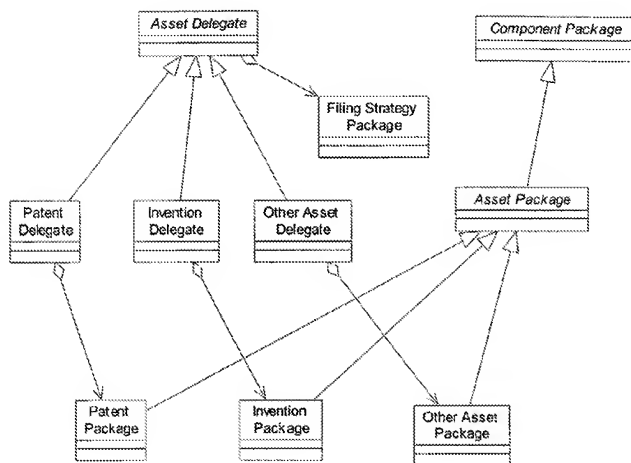 Asset Delegate
Component Package
Filing Strategy
Package
Patent
Delegate
Invention
Delegate
Other Asset
Delegate
Asset Package
Patent
Package
Invention
Package
Other Asset
Package